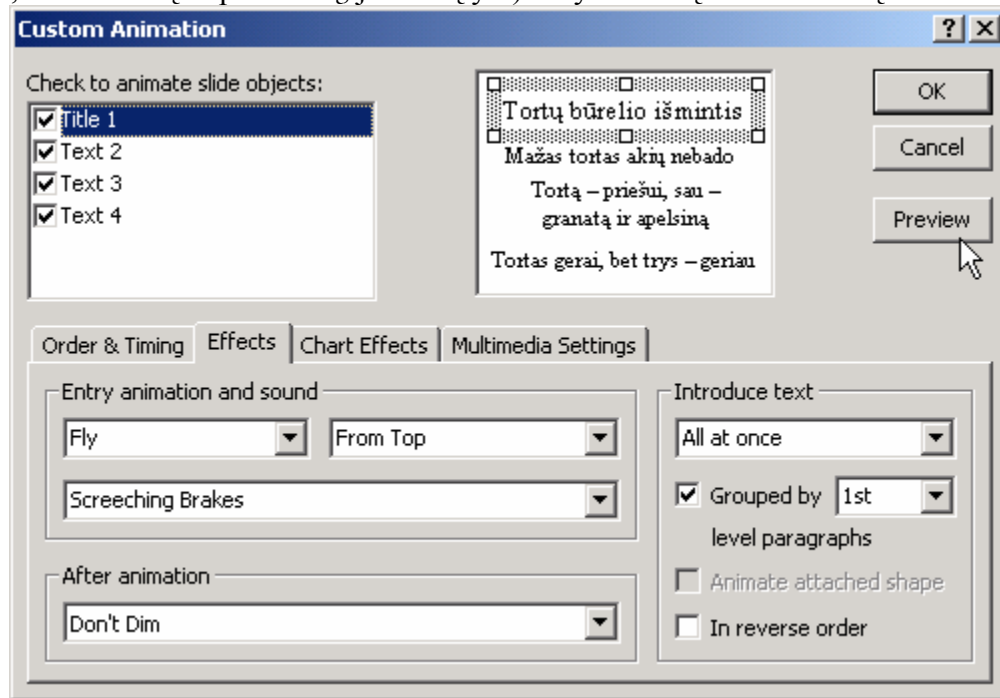 Custom Animation
Check to animate slide objects:
Title 1
Text 2
Text 3
Text 4
Tortų būrelio išmintis
Mažas tortas akių nebado
Tortą – priešui, sau –
granatą ir apelsiną
Tortas gerai, bet trys – geriau
OK
Cancel
Preview
Order & Timing
Effects
Chart Effects
Multimedia Settings
Entry animation and sound
Fly
From Top
Screeching Brakes
After animation
Don't Dim
Introduce text
All at once
Grouped by 1st
level paragraphs
Animate attached shape
In reverse order